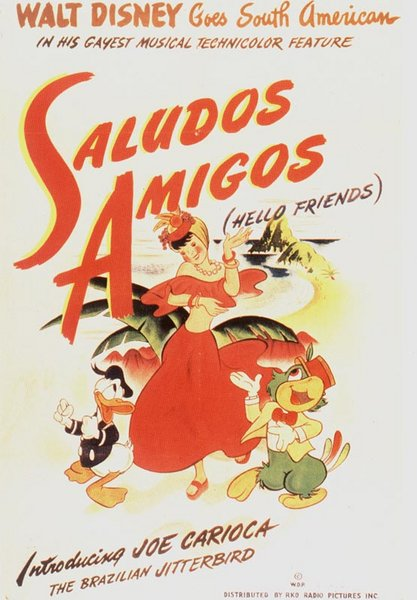 WALT DISNEY Goes South American
IN HIS GAYEST MUSICAL TECHNICOLOR FEATURE
SALUDOS
AMIGOS
(HELLO FRIENDS)
Introducing JOE CARIOCA
THE BRAZILIAN JITTERBIRD
©
W.D.P.
DISTRIBUTED BY RKO RADIO PICTURES INC.